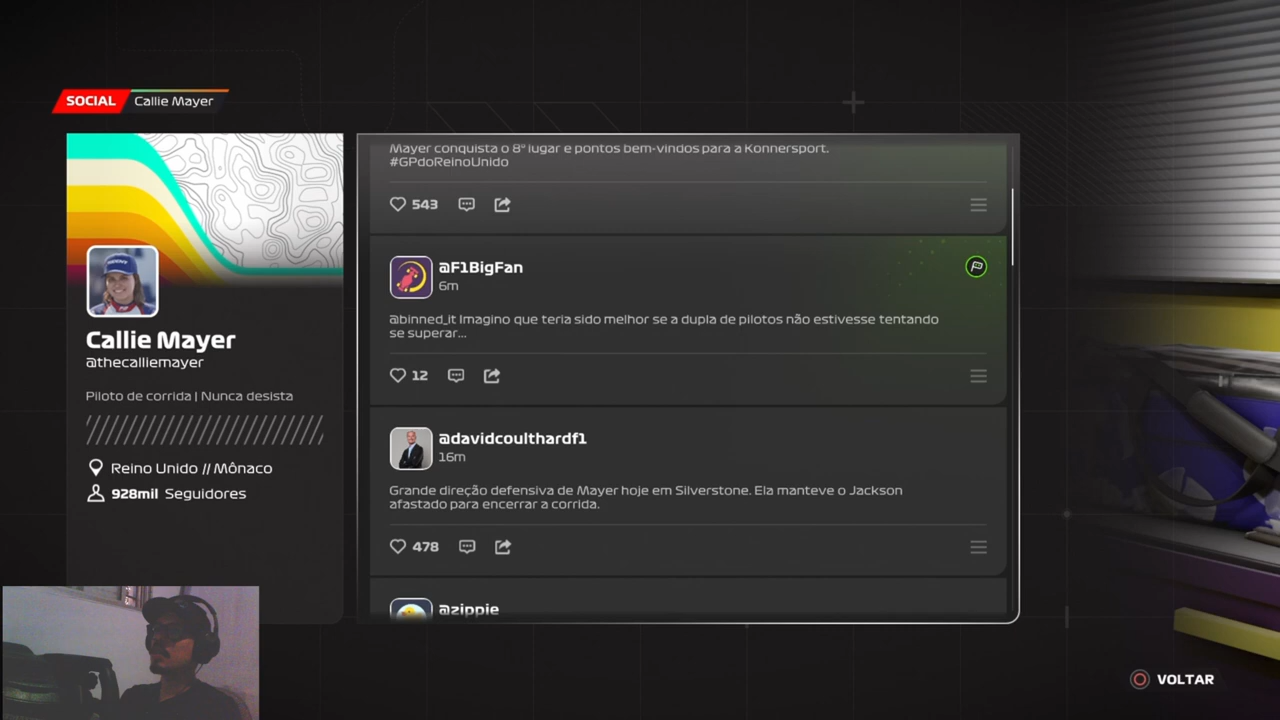 SOCIAL
Callie Mayer
Callie Mayer
@thecalliemayer
Piloto de corrida | Nunca desista
Reino Unido // Mônaco
928mil Seguidores
Mayer conquista o 8º lugar e pontos bem-vindos para a Konnersport.
#GPdoReinoUnido
543
@F1BigFan
6m
@binned_it Imagino que teria sido melhor se a dupla de pilotos não estivesse tentando
se superar...
12
@davidcoulthardf1
16m
Grande direção defensiva de Mayer hoje em Silverstone. Ela manteve o Jackson
afastado para encerrar a corrida.
478
@zippie
VOLTAR